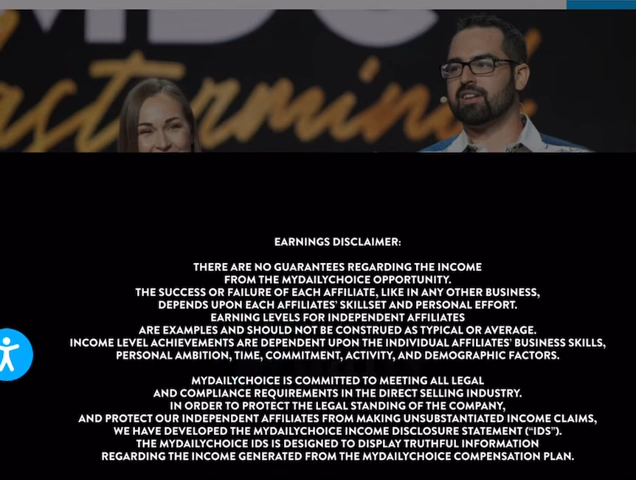 EARNINGS DISCLAIMER:
THERE ARE NO GUARANTEES REGARDING THE INCOME
FROM THE MYDAILYCHOICE OPPORTUNITY.
THE SUCCESS OR FAILURE OF EACH AFFILIATE, LIKE IN ANY OTHER BUSINESS,
DEPENDS UPON EACH AFFILIATES' SKILLSET AND PERSONAL EFFORT.
EARNING LEVELS FOR INDEPENDENT AFFILIATES
ARE EXAMPLES AND SHOULD NOT BE CONSTRUED AS TYPICAL OR AVERAGE.
INCOME LEVEL ACHIEVEMENTS ARE DEPENDENT UPON THE INDIVIDUAL AFFILIATES' BUSINESS SKILLS,
PERSONAL AMBITION, TIME, COMMITMENT, ACTIVITY, AND DEMOGRAPHIC FACTORS.
MYDAILYCHOICE IS COMMITTED TO MEETING ALL LEGAL
AND COMPLIANCE REQUIREMENTS IN THE DIRECT SELLING INDUSTRY.
IN ORDER TO PROTECT THE LEGAL STANDING OF THE COMPANY,
AND PROTECT OUR INDEPENDENT AFFILIATES FROM MAKING UNSUBSTANTIATED INCOME CLAIMS,
WE HAVE DEVELOPED THE MYDAILYCHOICE INCOME DISCLOSURE STATEMENT ("IDS").
THE MYDAILYCHOICE IDS IS DESIGNED TO DISPLAY TRUTHFUL INFORMATION
REGARDING THE INCOME GENERATED FROM THE MYDAILYCHOICE COMPENSATION PLAN.